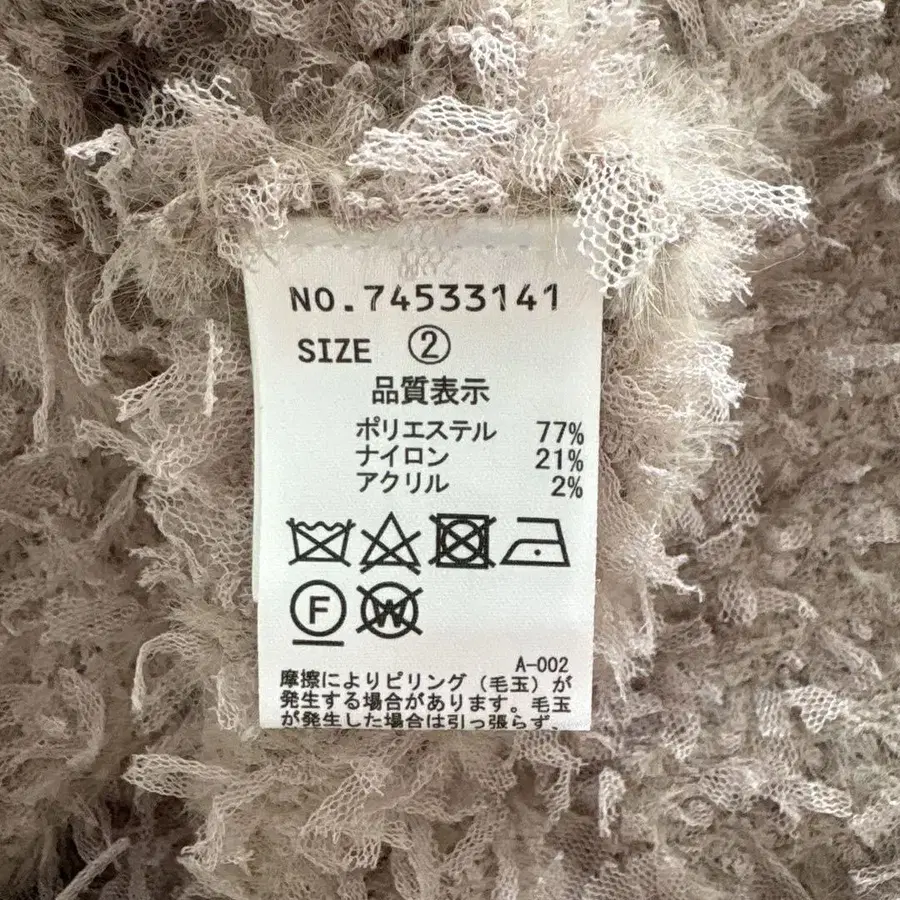 NO.74533141
SIZE ②
品質表示
ポリエステル 77%
ナイロン 21%
アクリル 2%
F W
A-002
摩擦によりピリング（毛玉）が
発生する場合があります。毛玉
が発生した場合は引っ張らず、